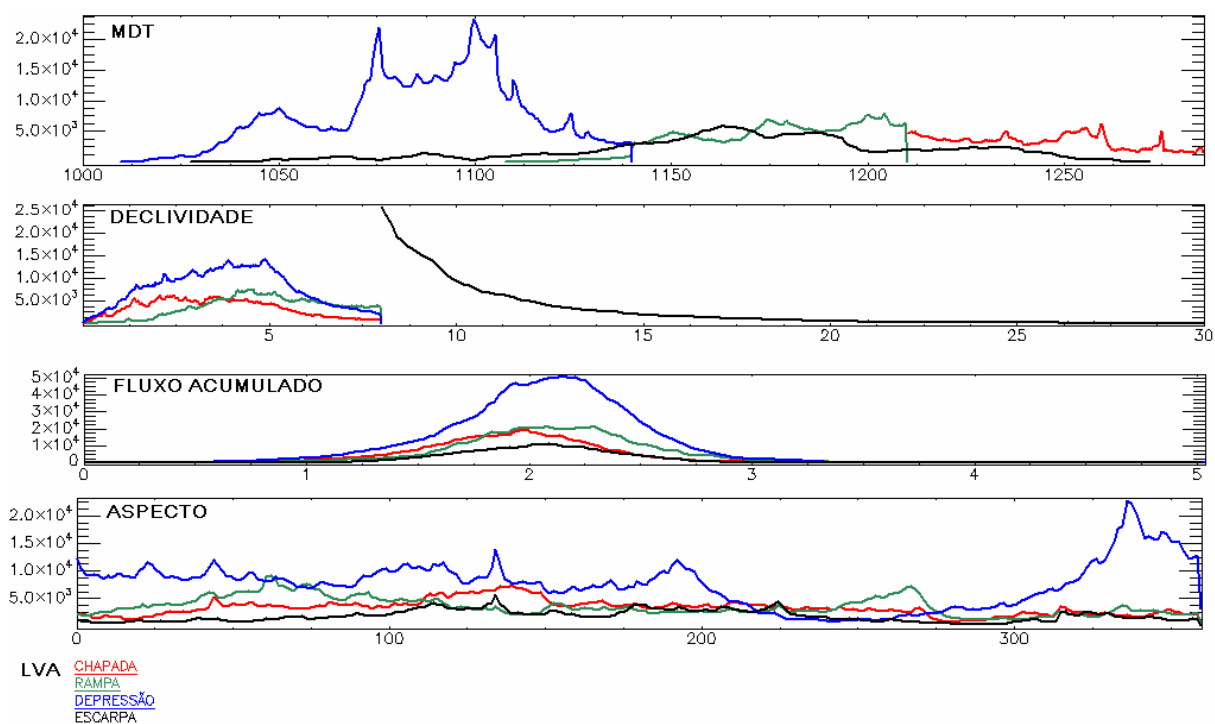 MDT
2.0×10⁴
1.5×10⁴
1.0×10⁴
5.0×10³
1000 1050 1100 1150 1200 1250
DECLIVIDADE
2.5×10⁴
2.0×10⁴
1.5×10⁴
1.0×10⁴
5.0×10³
5 10 15 20 25 30
FLUXO ACUMULADO
5×10⁴
4×10⁴
3×10⁴
2×10⁴
1×10⁴
0
0 1 2 3 4 5
ASPECTO
2.0×10⁴
1.5×10⁴
1.0×10⁴
5.0×10³
0 100 200 300
LVA CHAPADA
RAMPA
DEPRESSÃO
ESCARPA